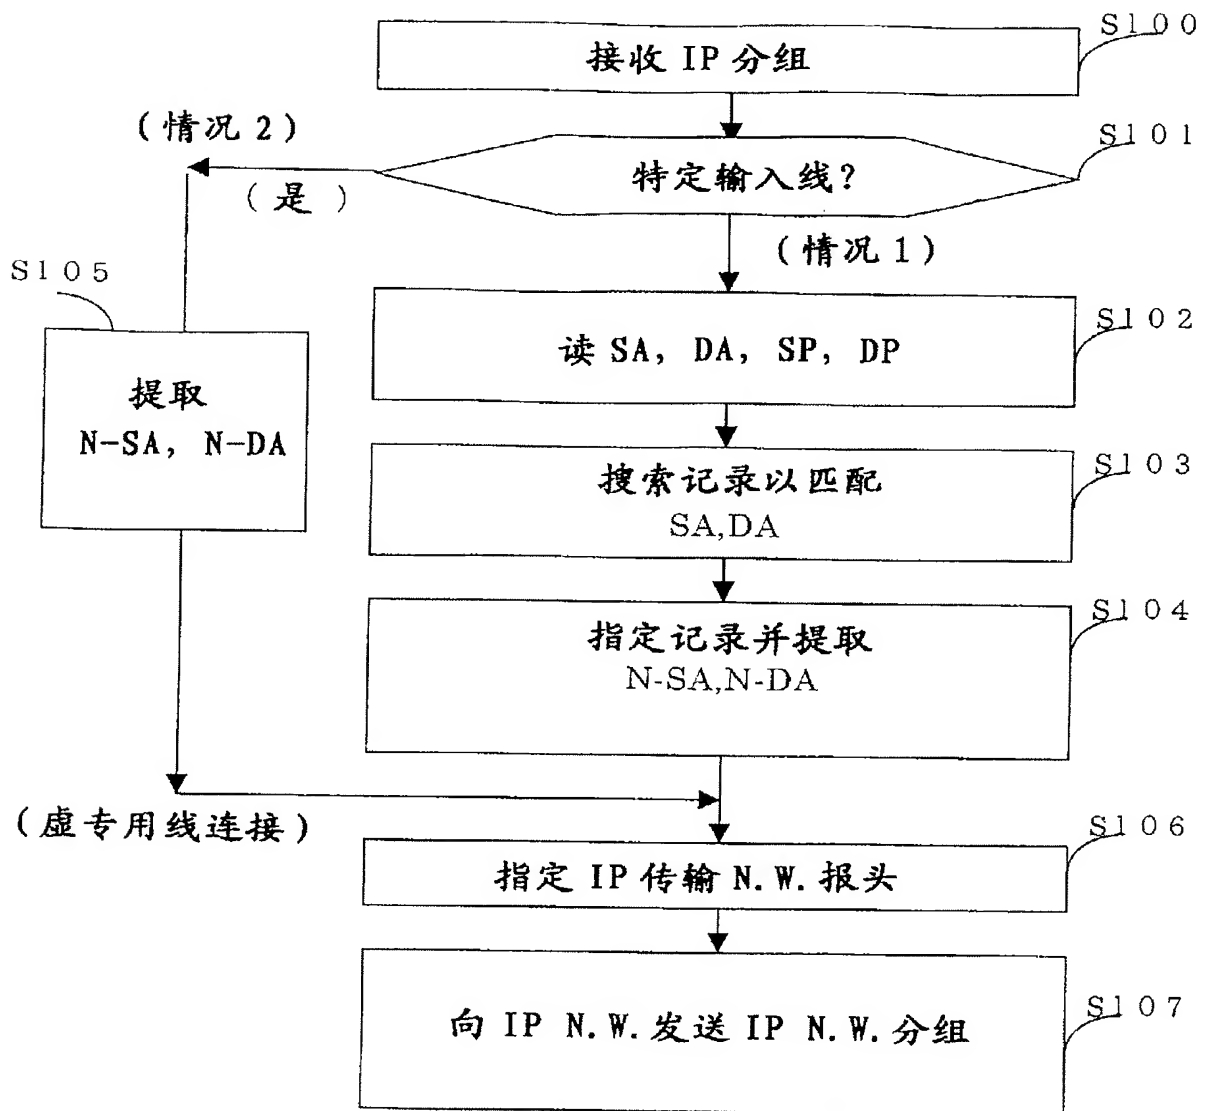 S100
接收 IP 分组
(情况 2)
S101
特定输入线?
(是)
(情况 1)
S105
S102
读 SA, DA, SP, DP
提取
N-SA, N-DA
S103
搜索记录以匹配
SA,DA
S104
指定记录并提取
N-SA,N-DA
(虚专用线连接)
S106
指定 IP 传输 N.W. 报头
S107
向 IP N.W. 发送 IP N.W. 分组